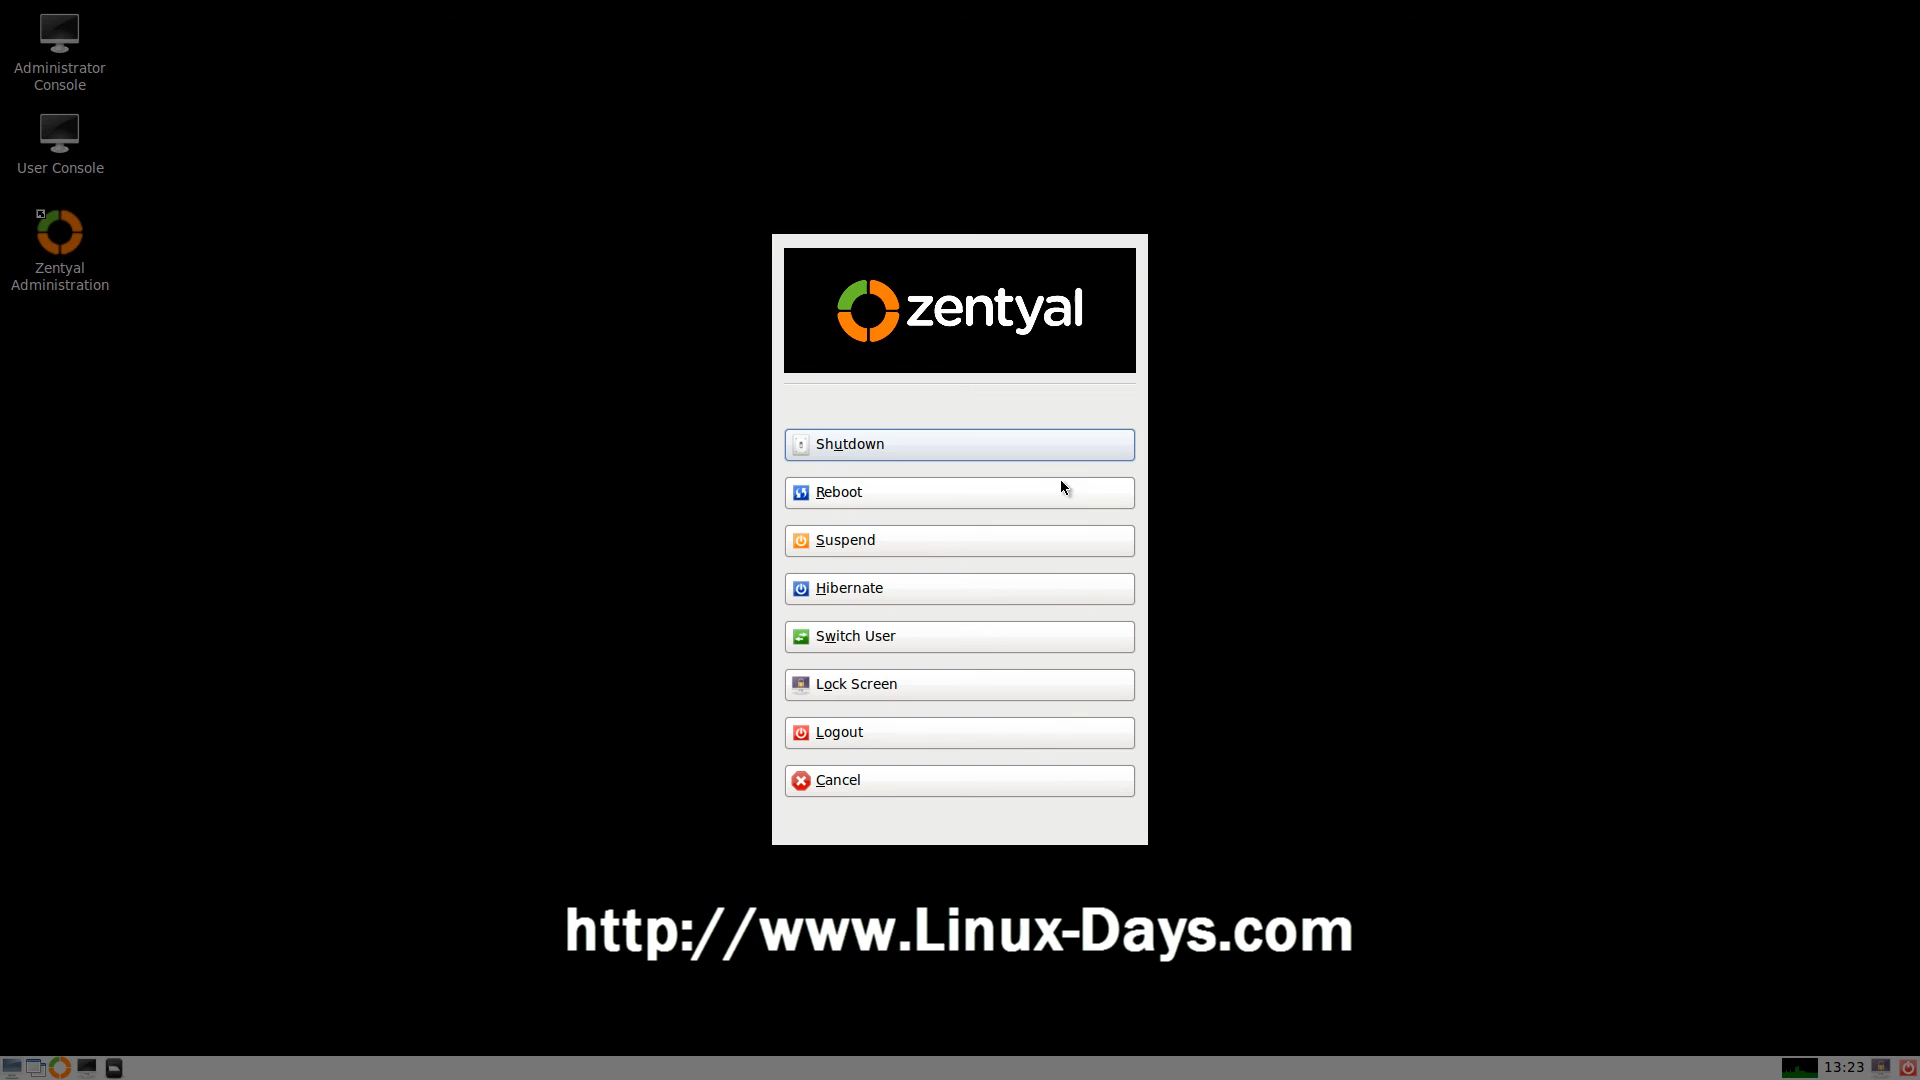 Administrator
Console
User Console
Zentyal
Administration
zentyal
Shutdown
Reboot
Suspend
Hibernate
Switch User
Lock Screen
Logout
Cancel
http://www.Linux-Days.com
13:23